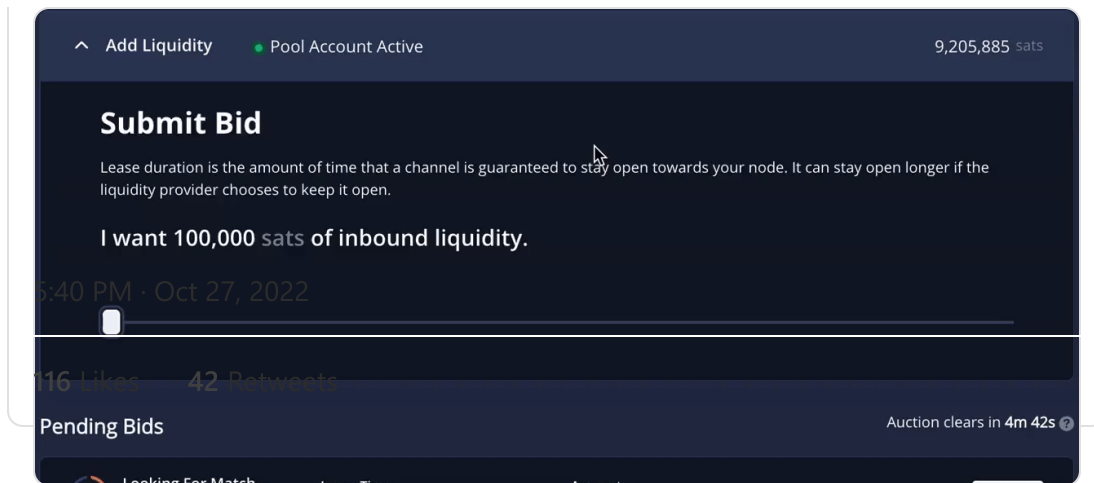 Add Liquidity Pool Account Active 9,205,885 sats
Submit Bid
Lease duration is the amount of time that a channel is guaranteed to stay open towards your node. It can stay open longer if the
liquidity provider chooses to keep it open.
I want 100,000 sats of inbound liquidity.
:40 PM · Oct 27, 2022
116 Likes 42 Retweets
Pending Bids Auction clears in 4m 42s ?
Looking For Match